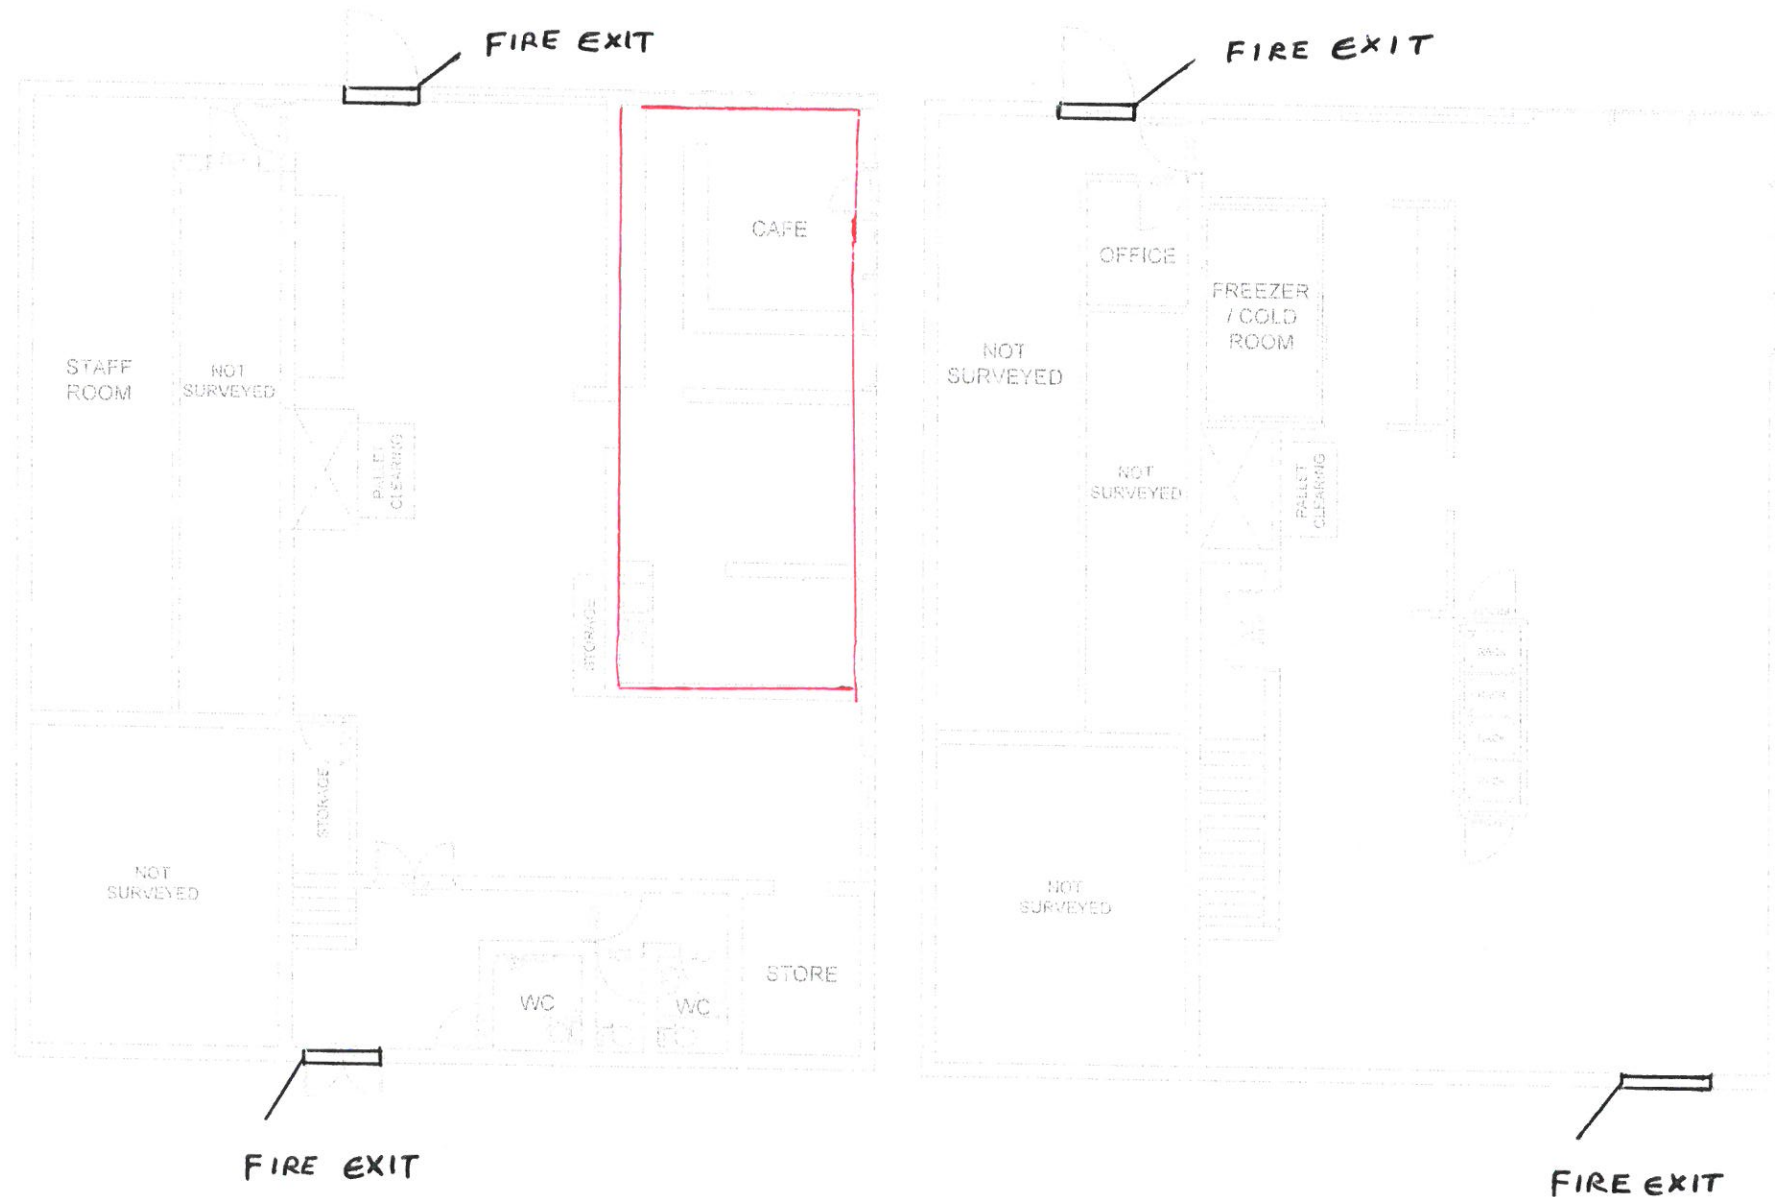 FIRE EXIT
FIRE EXIT
CAFE
STAFF
ROOM
NOT
SURVEYED
PALLET
CLEARING
STORAGE
STORAGE
NOT
SURVEYED
WC
WC
STORE
FIRE EXIT
OFFICE
FREEZER
/ COLD
ROOM
NOT
SURVEYED
NOT
SURVEYED
PALLET
CLEARING
NOT
SURVEYED
FIRE EXIT